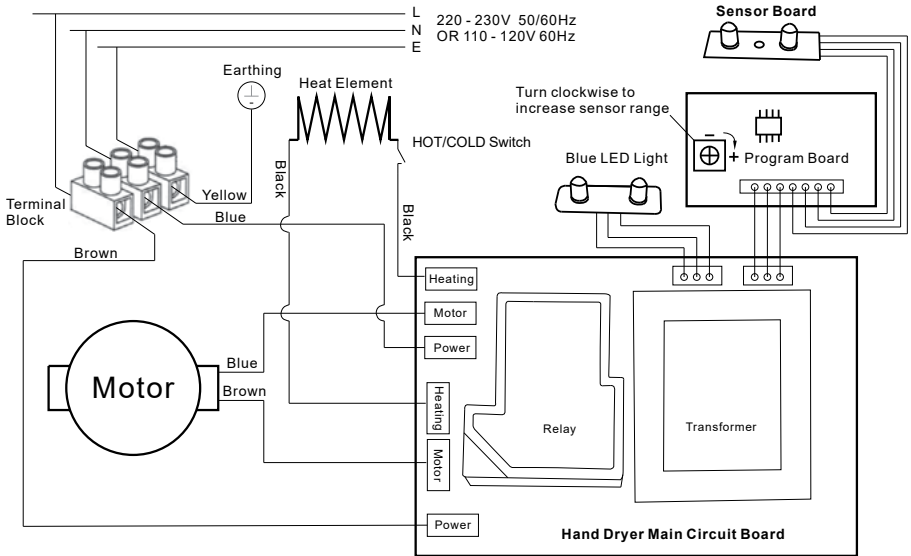 L
N
E
220 - 230V 50/60Hz
OR 110 - 120V 60Hz
Sensor Board
Earthing
Heat Element
HOT/COLD Switch
Turn clockwise to
increase sensor range
−
+
Program Board
Blue LED Light
Terminal
Block
Yellow
Blue
Brown
Black
Black
Heating
Motor
Power
Heating
Motor
Power
Blue
Brown
Motor
Relay
Transformer
Hand Dryer Main Circuit Board